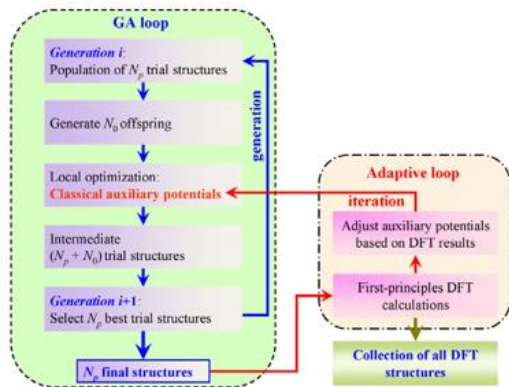 GA loop
Generation i:
Population of Np trial structures
Generate N0 offspring
Local optimization:
Classical auxiliary potentials
Intermediate
(Np + N0) trial structures
Generation i+1:
Select Np best trial structures
Np final structures
generation
Adaptive loop
iteration
Adjust auxiliary potentials
based on DFT results
First-principles DFT
calculations
Collection of all DFT
structures